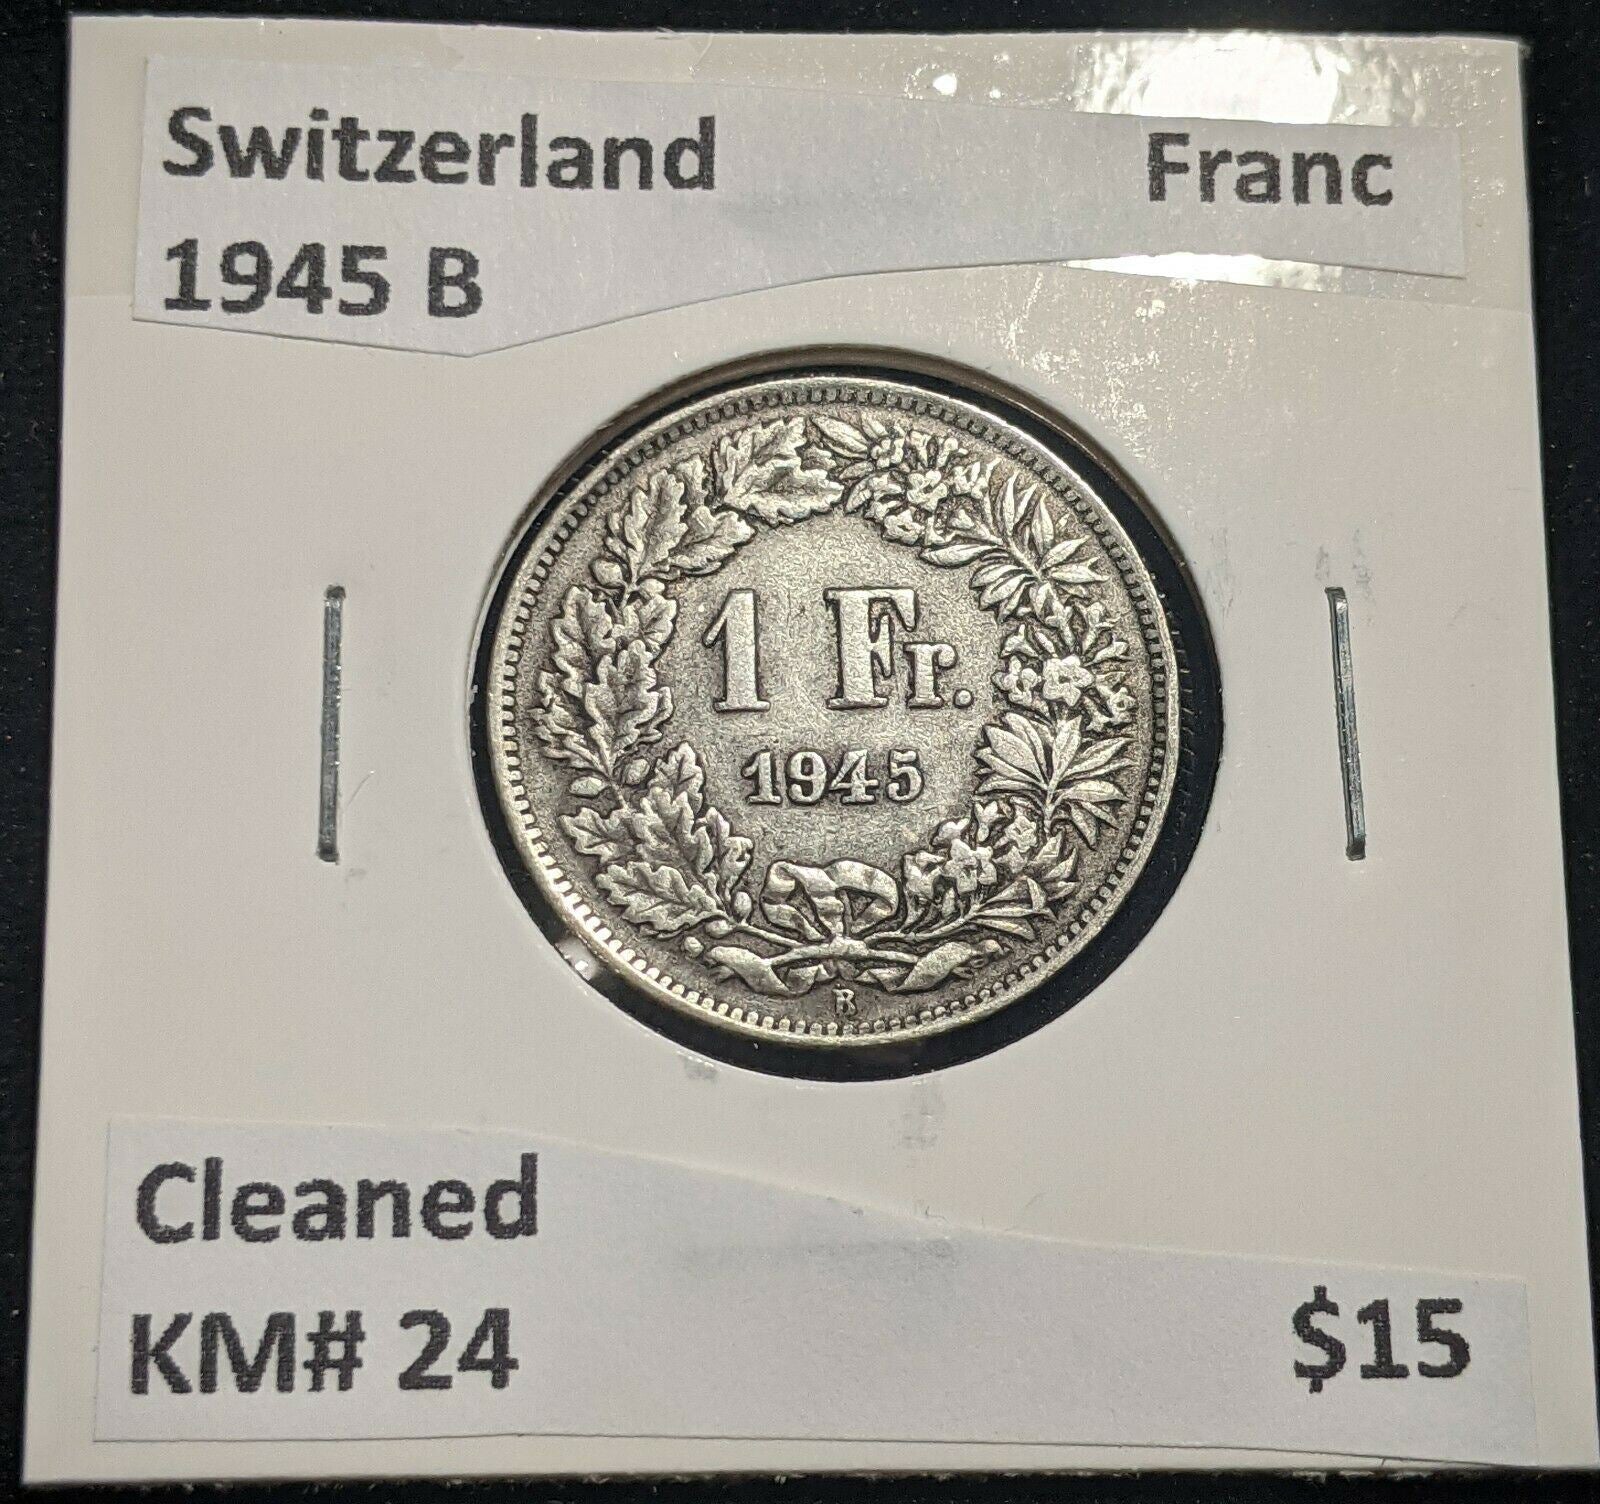 Switzerland Franc
1945 B
1 Fr.
1945
B
Cleaned
KM# 24 $15